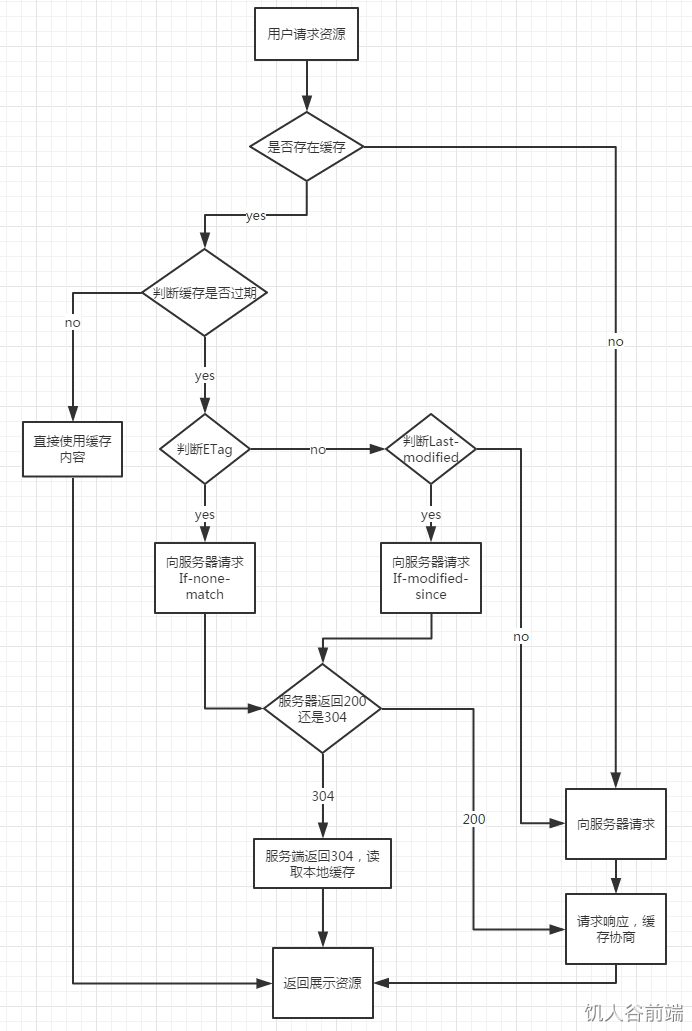 用户请求资源
是否存在缓存
yes
判断缓存是否过期
no
no
yes
直接使用缓存
内容
判断ETag
no
判断Last-
modified
yes
yes
向服务器请求
If-none-
match
向服务器请求
If-modified-
since
no
服务器返回200
还是304
304
200
向服务器请求
服务端返回304，读
取本地缓存
请求响应，缓
存协商
返回展示资源
饥人谷前端